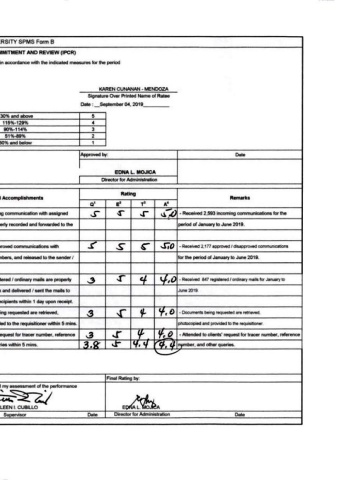 RSITY SPMS Form B
MMITMENT AND REVIEW (IPCR)
in accordance with the indicated measures for the period
KAREN CUNANAN - MENDOZA
Signature Over Printed Name of Ratee
Date : September 04, 2019
130% and above 5
115%-129% 4
90%-114% 3
51%-89% 2
50% and below 1
Approved by: Date
EDNA L. MOJICA
Director for Administration
Accomplishments Rating Remarks
Q1 E2 T3 A4
ng communication with assigned 5 5 5 5.0 - Received 2,593 incoming communications for the
erly recorded and forwarded to the period of January to June 2019.
roved communications with 5 5 5 5.0 - Received 2,177 approved / disapproved communications
mbers, and released to the sender / for the period of January to June 2019.
tered / ordinary mails are properly 3 5 4 4.0 - Received 847 registered / ordinary mails for January to
and delivered / sent the mails to June 2019
ecipients within 1 day upon receipt.
ing requested are retrieved, 3 5 4 4.0 - Documents being requested are retrieved,
ded to the requisitioner within 5 mins. photocopied and provided to the requisitioner
equest for tracer number, reference 3 5 4 4.0 - Attended to clients' request for tracer number, reference
ries within 5 mins. 3.8 5 4.4 4.4 number, and other queries.
Final Rating by:
my assessment of the performance
LEEN I. CUBILLO EDNA L. MOJICA
Supervisor Date Director for Administration Date